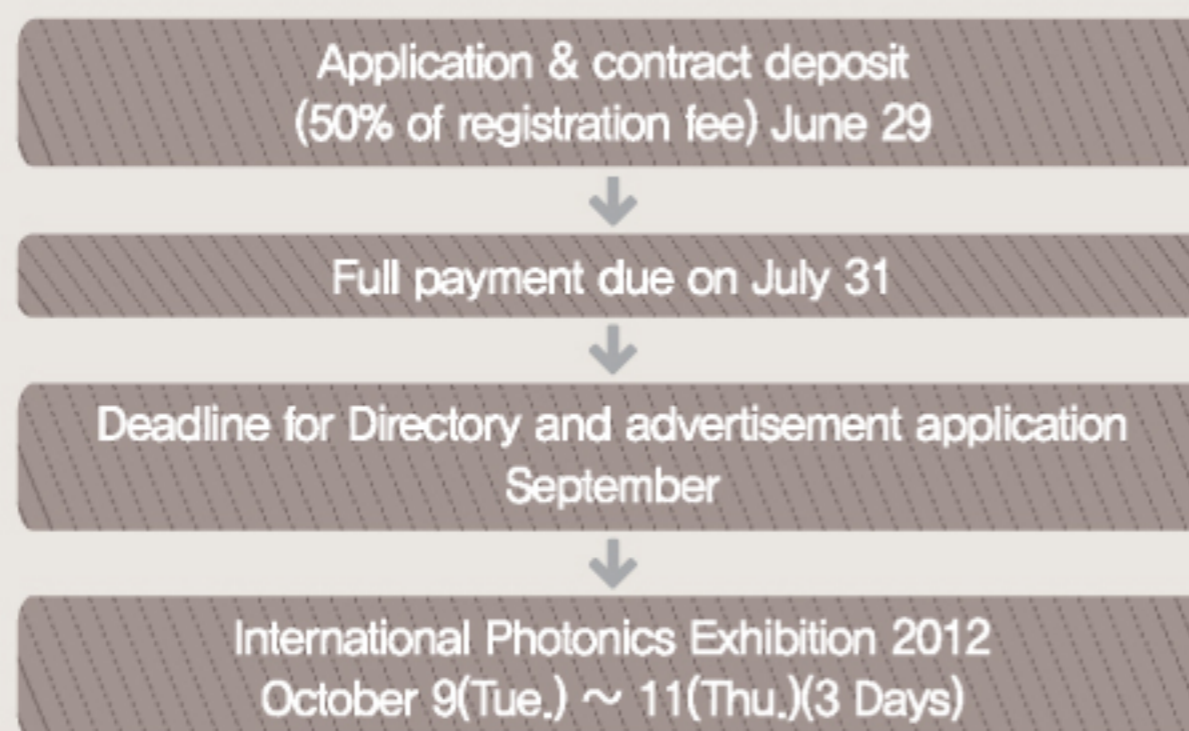 Application & contract deposit
(50% of registration fee) June 29
Full payment due on July 31
Deadline for Directory and advertisement application
September
International Photonics Exhibition 2012
October 9(Tue.) ~ 11(Thu.)(3 Days)